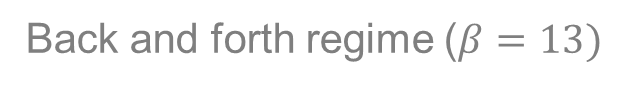 Back and forth regime (β = 13)